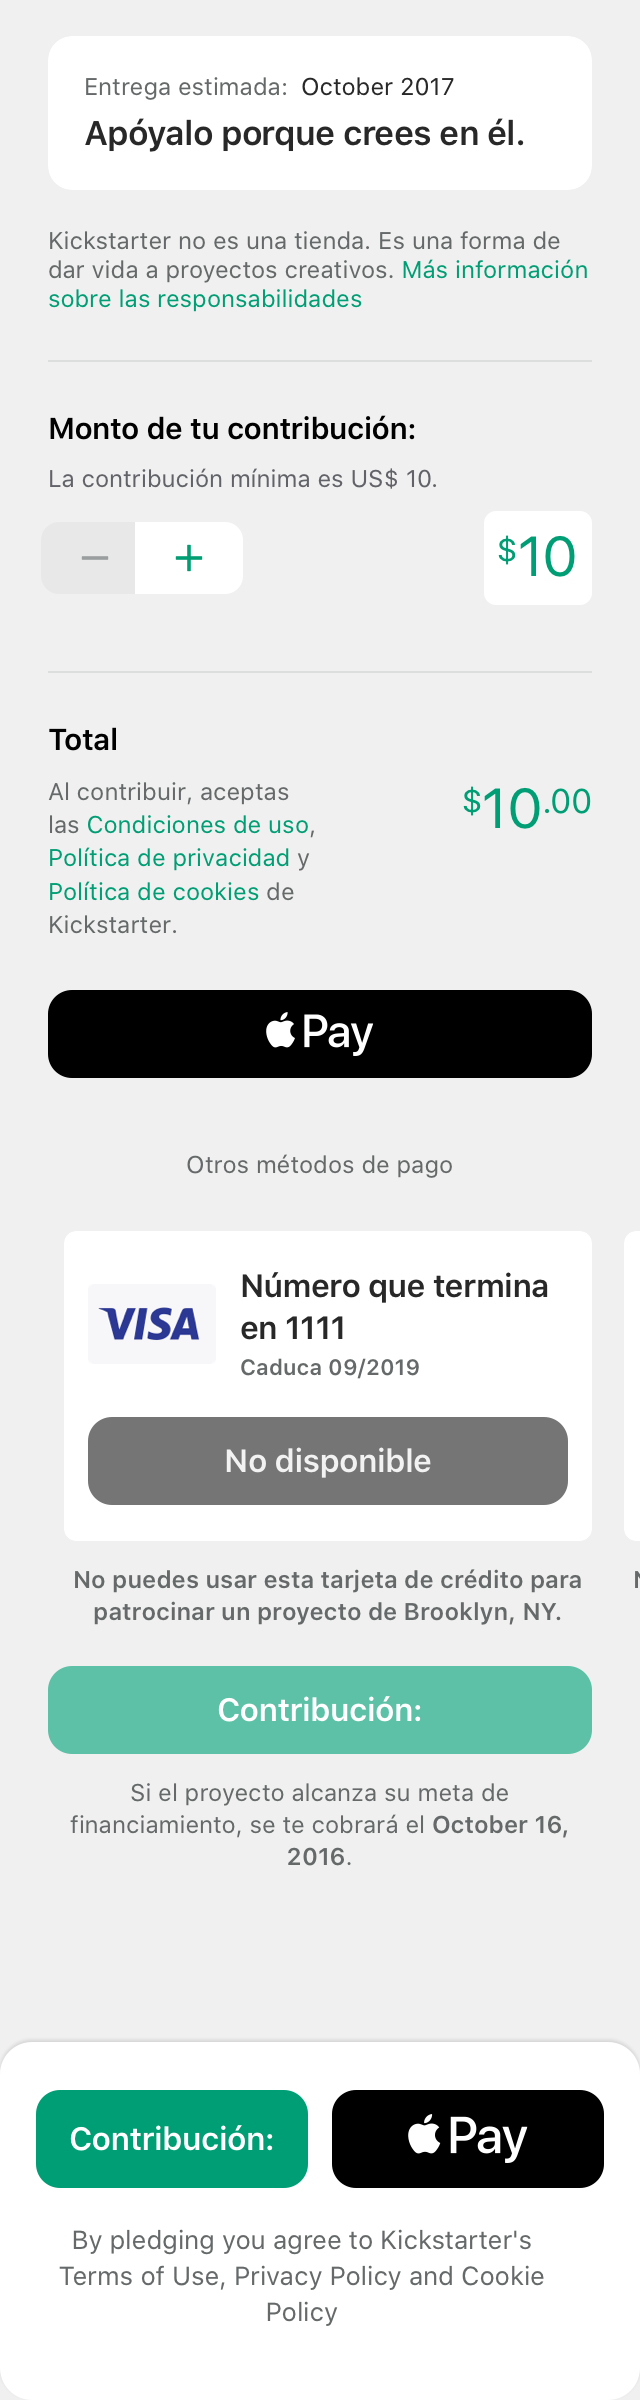 Entrega estimada: October 2017
Apóyalo porque crees en él.
Kickstarter no es una tienda. Es una forma de
dar vida a proyectos creativos. Más información
sobre las responsabilidades
Monto de tu contribución:
La contribución mínima es US$ 10.
− +
$10
Total
Al contribuir, aceptas
las Condiciones de uso,
Política de privacidad y
Política de cookies de
Kickstarter.
$10.00
Pay
Otros métodos de pago
VISA
Número que termina
en 1111
Caduca 09/2019
No disponible
No puedes usar esta tarjeta de crédito para
patrocinar un proyecto de Brooklyn, NY.
Contribución:
Si el proyecto alcanza su meta de
financiamiento, se te cobrará el October 16,
2016.
Contribución:
Pay
By pledging you agree to Kickstarter's
Terms of Use, Privacy Policy and Cookie
Policy